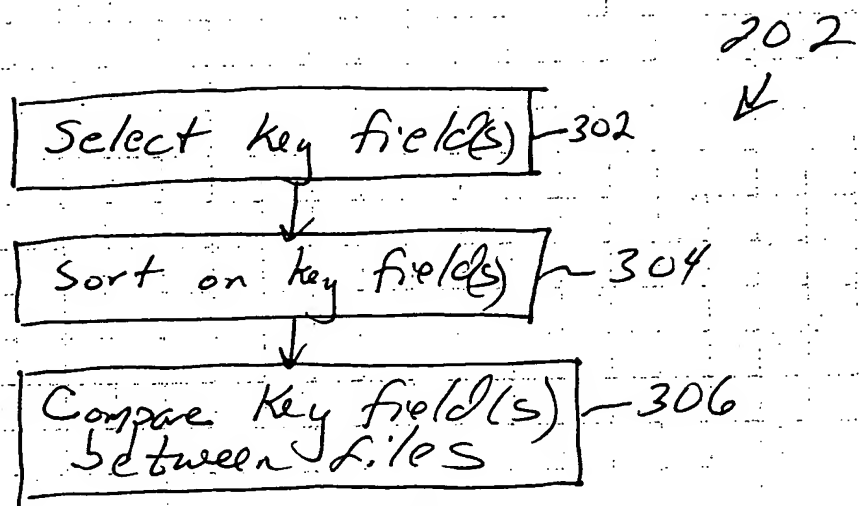 202
Select key field(s) 302
Sort on key field(s) 304
Compare Key field(s) 306
between files